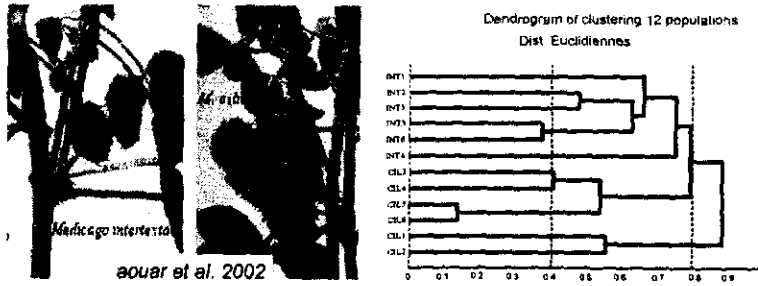 Dendrogram of clustering 12 populations
Dist Euclidiennes
Medicago intertexta
aouar et al. 2002
INT1
INT2
INT3
INT5
INT6
INT4
CIL3
CIL4
CIL6
CIL1
CIL2
0 0.1 0.2 0.3 0.4 0.5 0.6 0.7 0.8 0.9